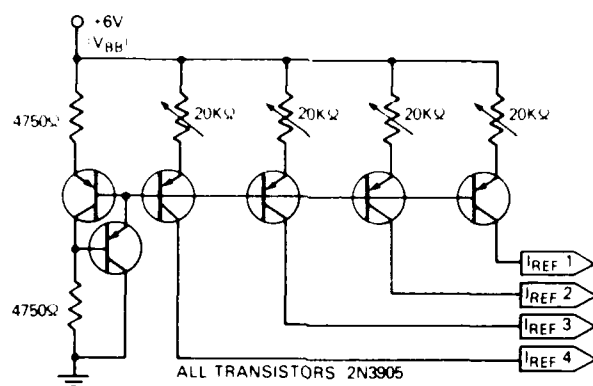 +6V
(VBB)
4750Ω
20KΩ
20KΩ
20KΩ
20KΩ
4750Ω
IREF 1
IREF 2
IREF 3
IREF 4
ALL TRANSISTORS 2N3905